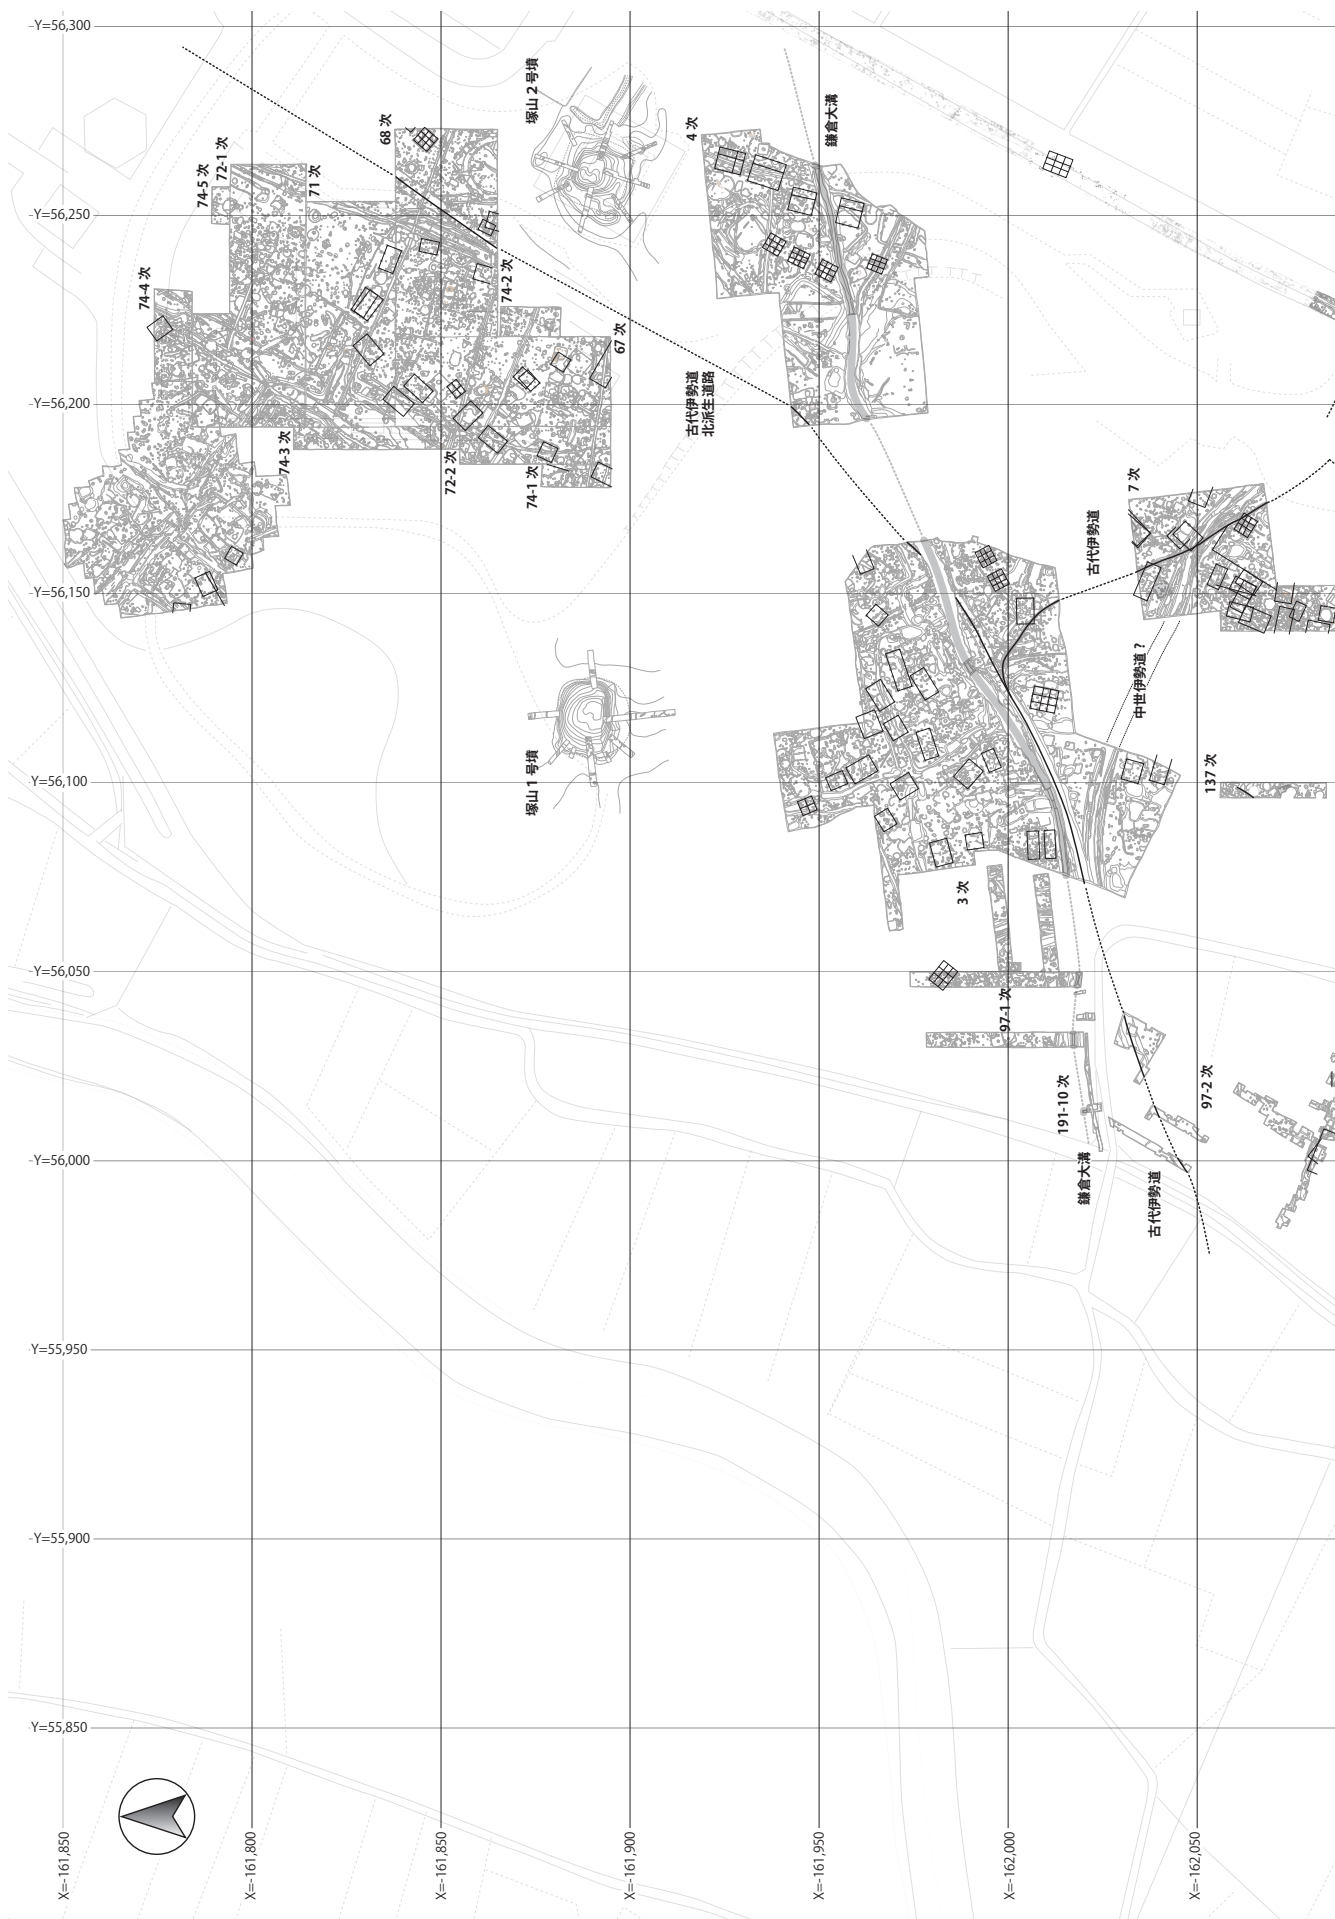 Y=56,300
Y=56,250
Y=56,200
Y=56,150
Y=56,100
Y=56,050
Y=56,000
Y=55,950
Y=55,900
Y=55,850
塚山 2 号墳
4 次
鎌倉大溝
68 次
72-1 次
74-5 次
71 次
74-4 次
74-2 次
67 次
古代伊勢道
北派生道路
74-3 次
72-2 次
74-1 次
7 次
古代伊勢道
中世伊勢道 ?
塚山 1 号墳
137 次
3 次
97-1 次
191-10 次
97-2 次
鎌倉大溝
古代伊勢道
X=-161,850
X=-161,800
X=-161,850
X=-161,900
X=-161,950
X=-162,000
X=-162,050